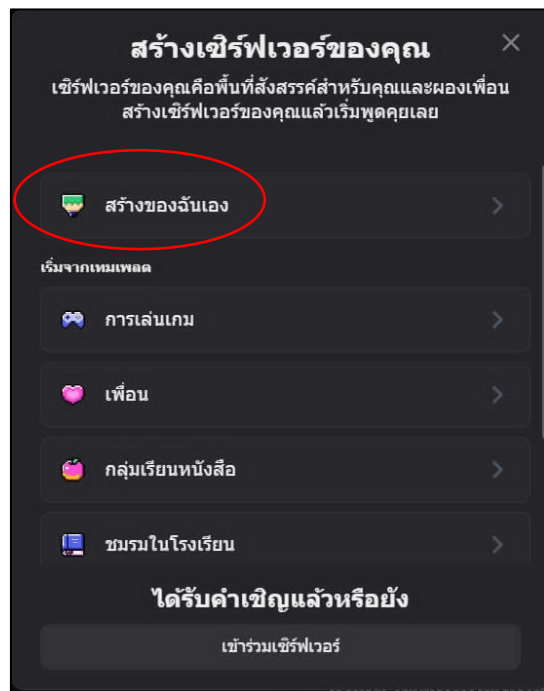 สร้างเซิร์ฟเวอร์ของคุณ
เซิร์ฟเวอร์ของคุณคือพื้นที่สังสรรค์สำหรับคุณและผองเพื่อน
สร้างเซิร์ฟเวอร์ของคุณแล้วเริ่มพูดคุยเลย
สร้างของฉันเอง
เริ่มจากเทมเพลต
การเล่นเกม
เพื่อน
กลุ่มเรียนหนังสือ
ชมรมในโรงเรียน
ได้รับคำเชิญแล้วหรือยัง
เข้าร่วมเซิร์ฟเวอร์